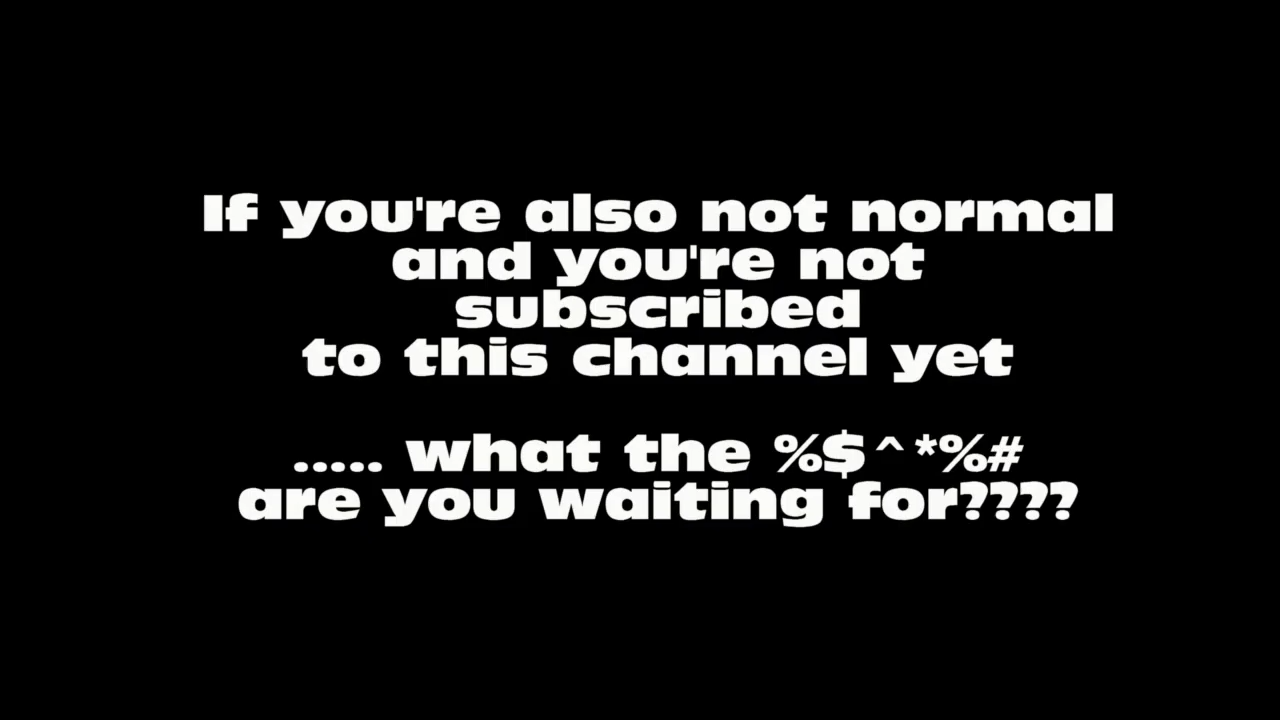 If you're also not normal
and you're not
subscribed
to this channel yet
..... what the %$^*%#
are you waiting for????